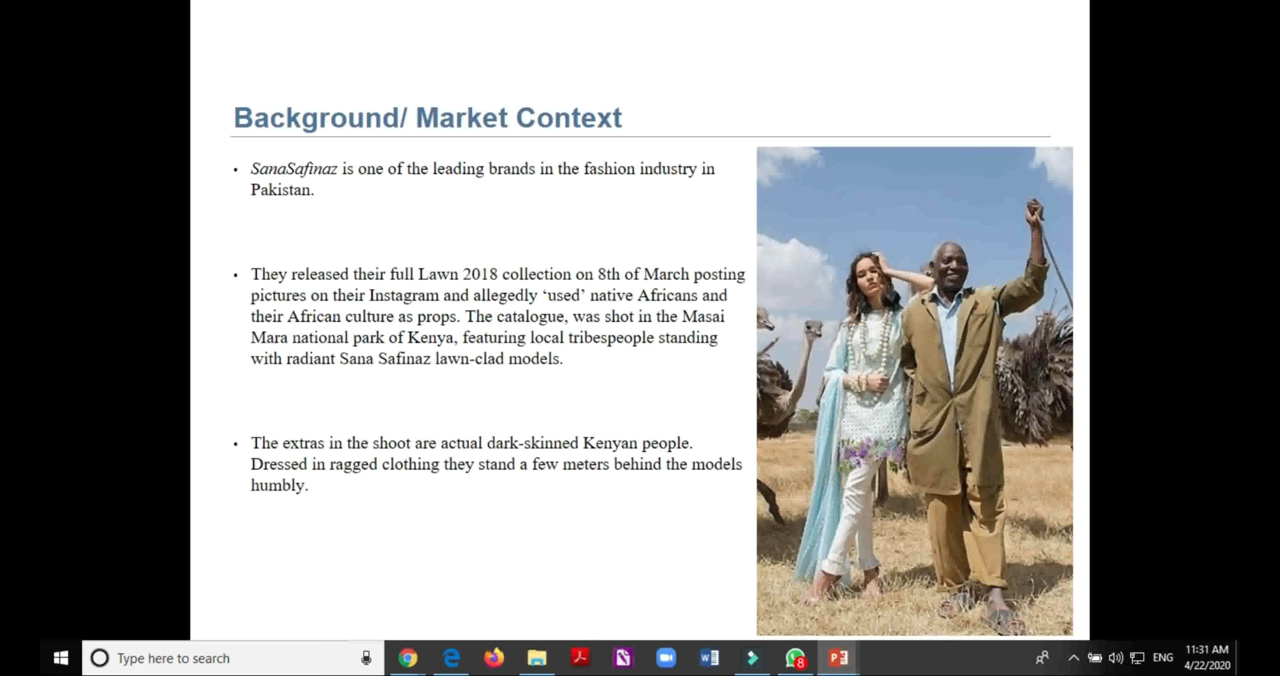 Background/ Market Context
• SanaSafinaz is one of the leading brands in the fashion industry in
Pakistan.
• They released their full Lawn 2018 collection on 8th of March posting
pictures on their Instagram and allegedly ‘used’ native Africans and
their African culture as props. The catalogue, was shot in the Masai
Mara national park of Kenya, featuring local tribespeople standing
with radiant Sana Safinaz lawn-clad models.
• The extras in the shoot are actual dark-skinned Kenyan people.
Dressed in ragged clothing they stand a few meters behind the models
humbly.
Type here to search
8
ENG
11:31 AM
4/22/2020